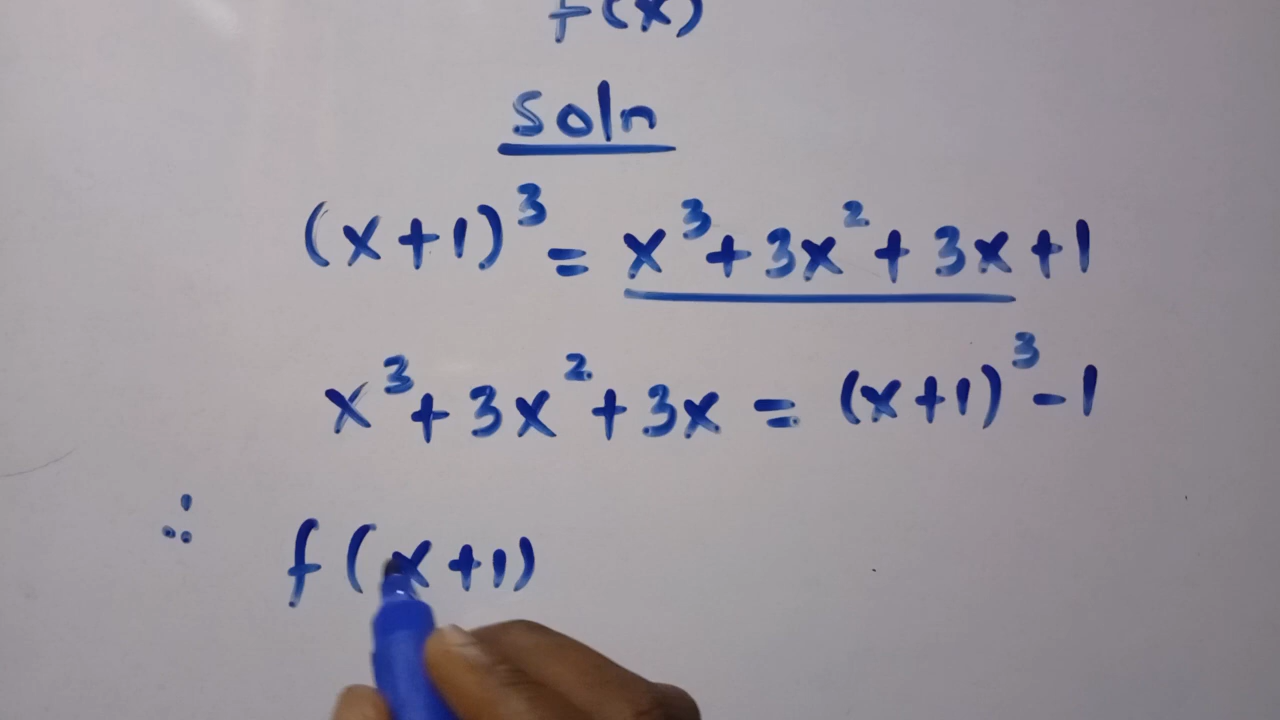 f(x)
Soln
(x+1)³ = x³+3x²+3x+1
x³+3x²+3x = (x+1)³-1
∴ f(x+1)